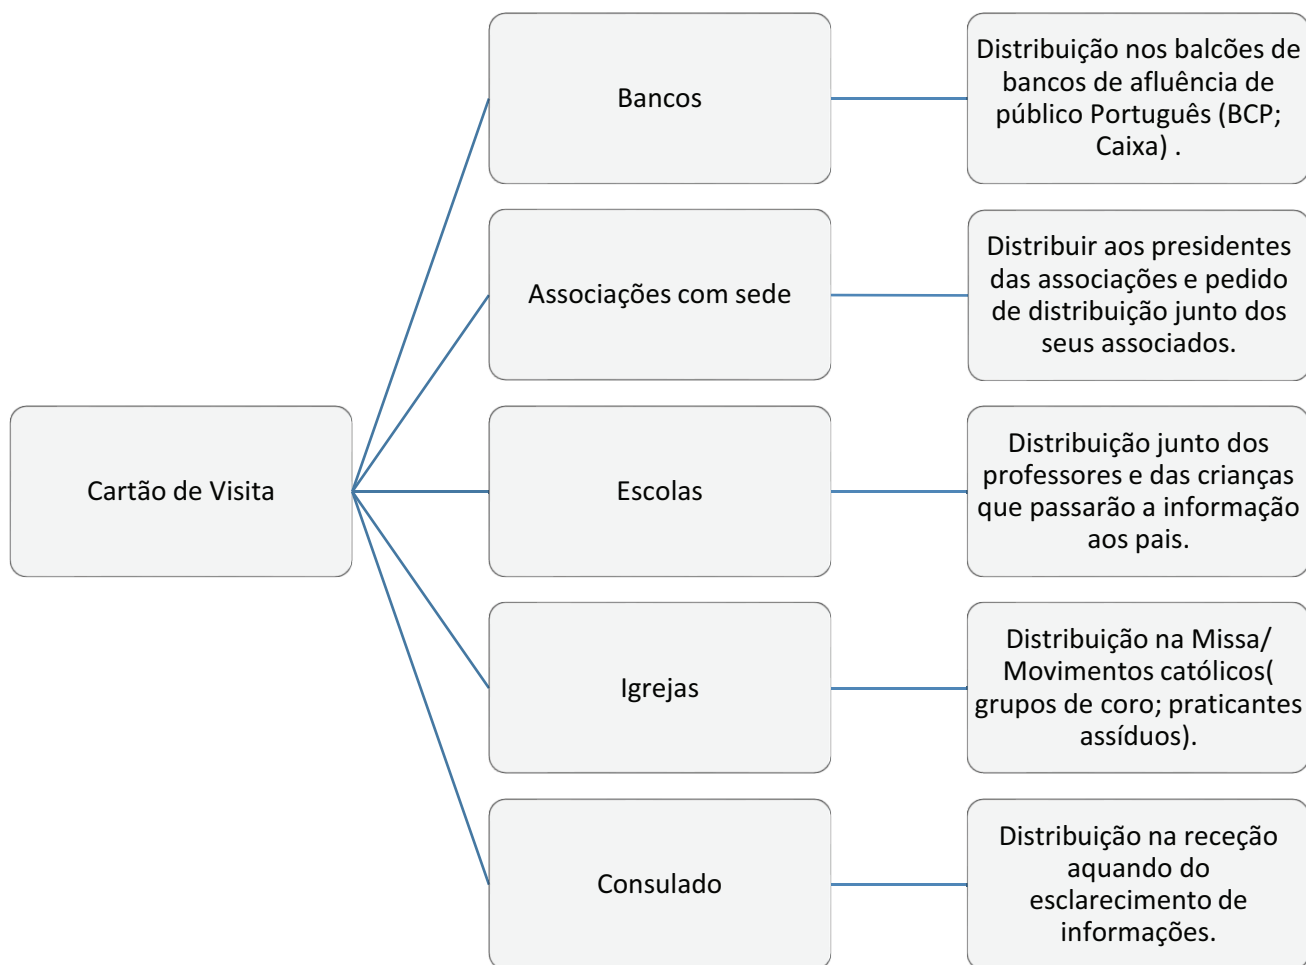 Cartão de Visita
Bancos
Distribuição nos balcões de
bancos de afluência de
público Português (BCP;
Caixa) .
Associações com sede
Distribuir aos presidentes
das associações e pedido
de distribuição junto dos
seus associados.
Escolas
Distribuição junto dos
professores e das crianças
que passarão a informação
aos pais.
Igrejas
Distribuição na Missa/
Movimentos católicos(
grupos de coro; praticantes
assíduos).
Consulado
Distribuição na receção
aquando do
esclarecimento de
informações.